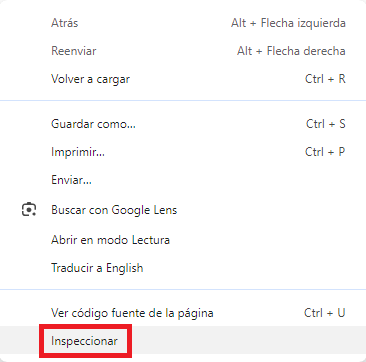 Atrás Alt + Flecha izquierda
Reenviar Alt + Flecha derecha
Volver a cargar Ctrl + R
Guardar como... Ctrl + S
Imprimir... Ctrl + P
Enviar...
Buscar con Google Lens
Abrir en modo Lectura
Traducir a English
Ver código fuente de la página Ctrl + U
Inspeccionar